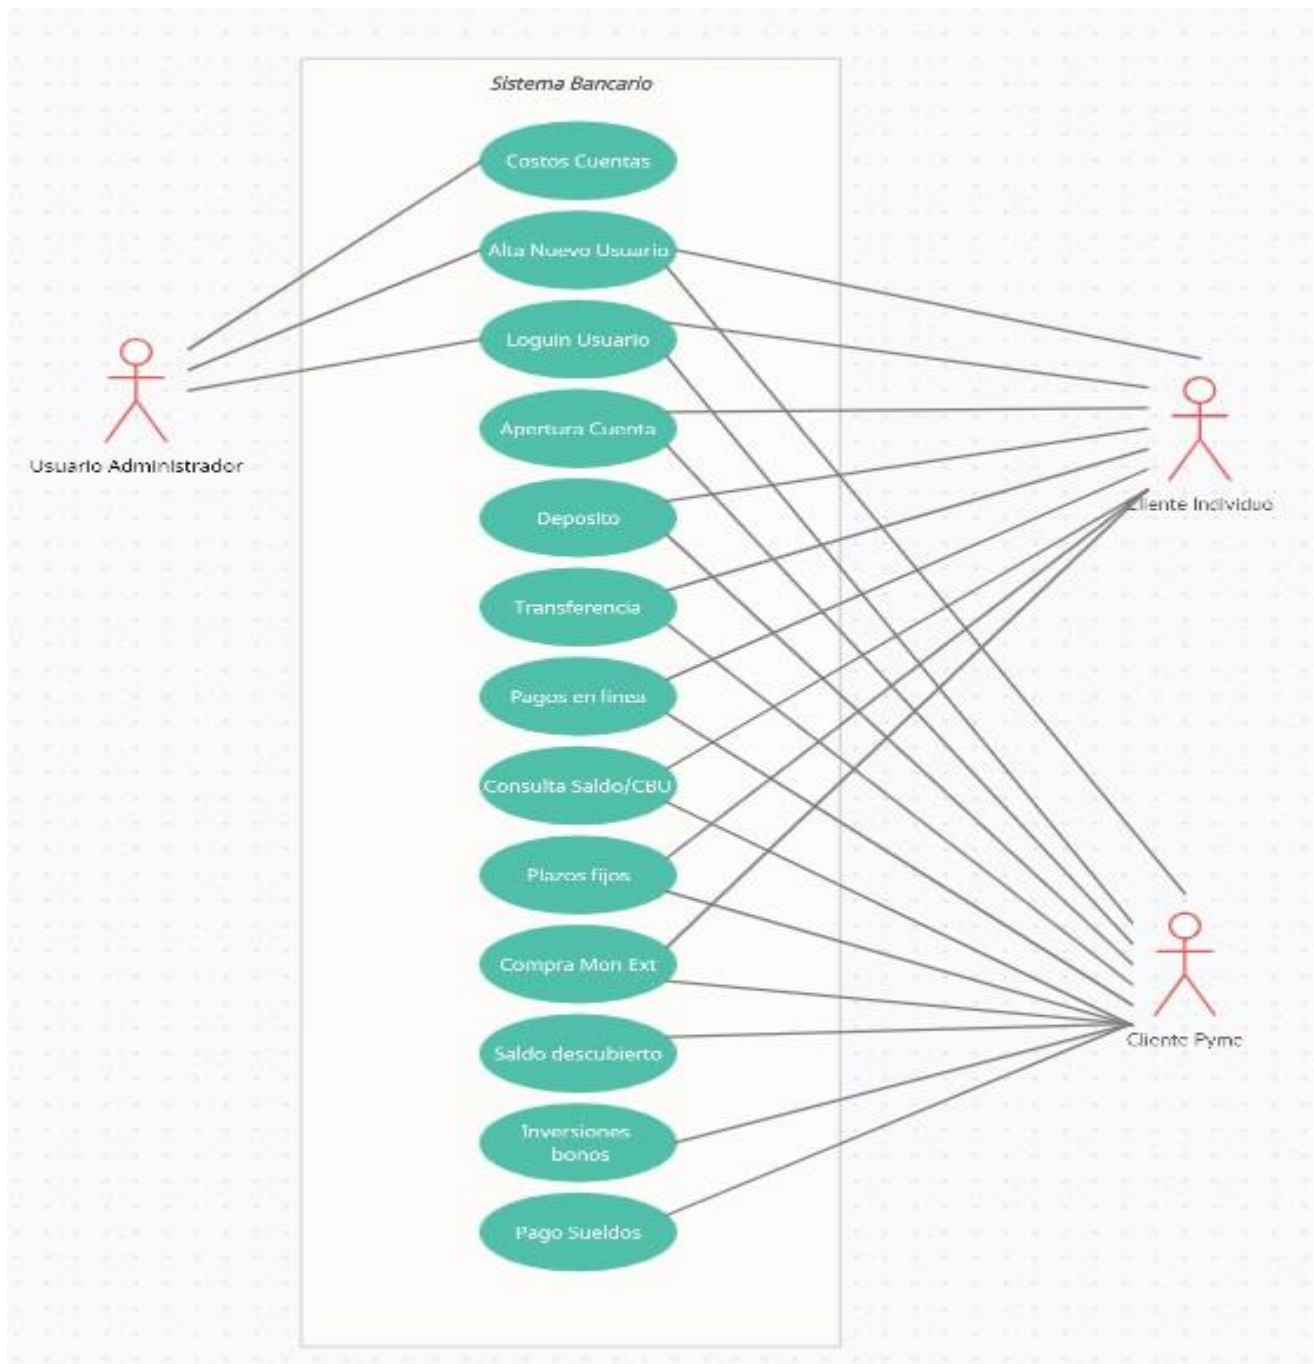 Sistema Bancario
Costos Cuentas
Alta Nuevo Usuario
Loguin Usuario
Apertura Cuenta
Deposito
Transferencia
Pagos en linea
Consulta Saldo/CBU
Plazos fijos
Compra Mon Ext
Saldo descubierto
Inversiones
bonos
Pago Sueldos
Usuario Administrador
Cliente Individuo
Cliente Pyme